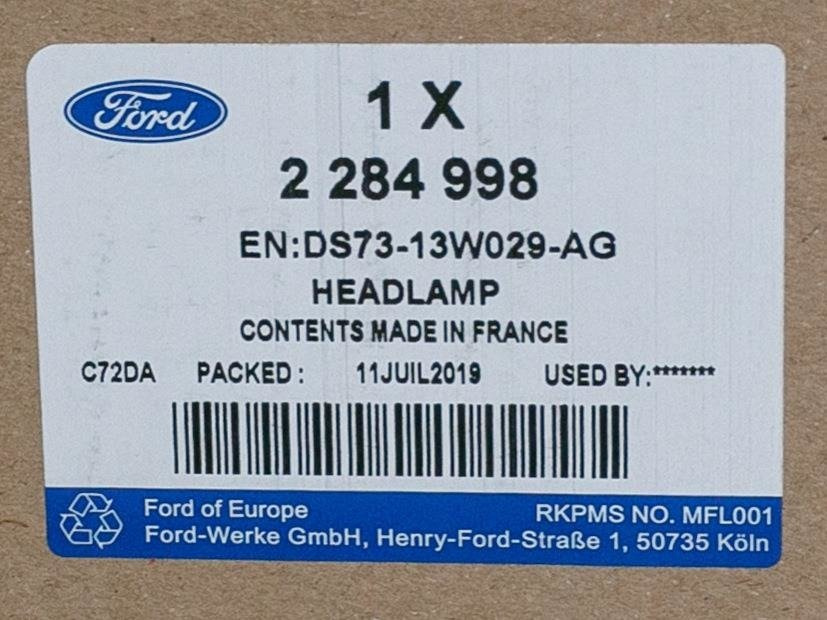 Ford
1 X
2 284 998
EN:DS73-13W029-AG
HEADLAMP
CONTENTS MADE IN FRANCE
C72DA PACKED : 11JUIL2019 USED BY:*******
Ford of Europe RKPMS NO. MFL001
Ford-Werke GmbH, Henry-Ford-Straße 1, 50735 Köln